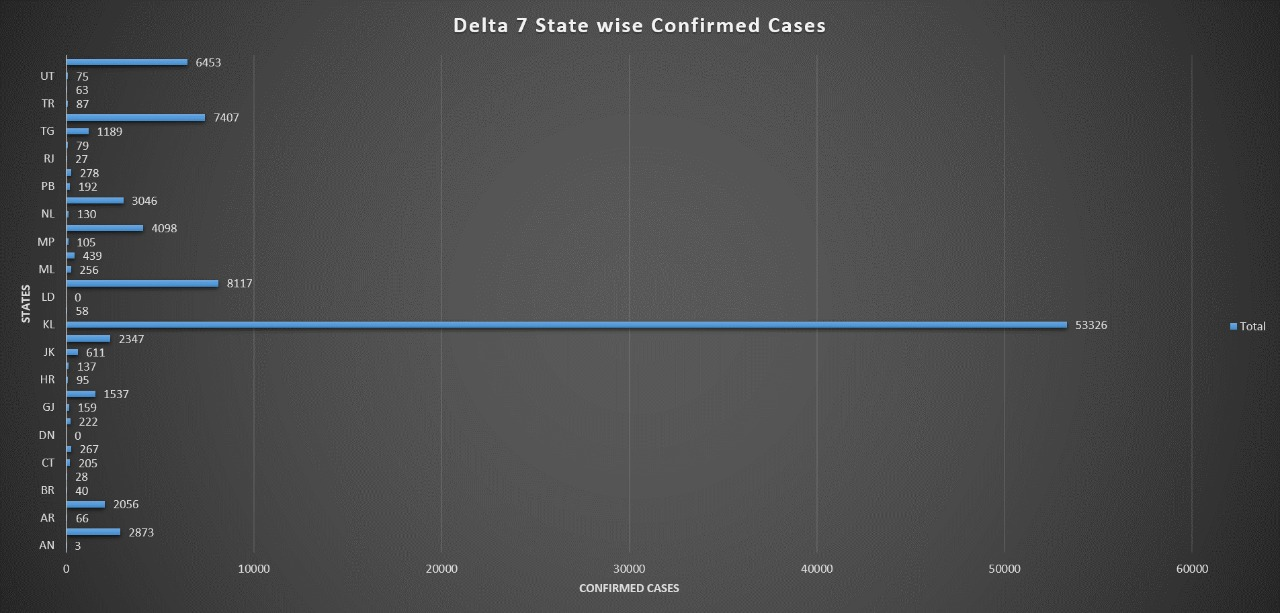 Delta 7 State wise Confirmed Cases
6453
UT 75
63
TR 87
7407
TG 1189
79
RJ 27
278
PB 192
3046
NL 130
4098
MP 105
439
ML 256
8117
LD 0
58
KL 53326
2347
JK 611
137
HR 95
1537
GJ 159
222
DN 0
267
CT 205
28
BR 40
2056
AR 66
2873
AN 3
STATES
Total
0 10000 20000 30000 40000 50000 60000
CONFIRMED CASES